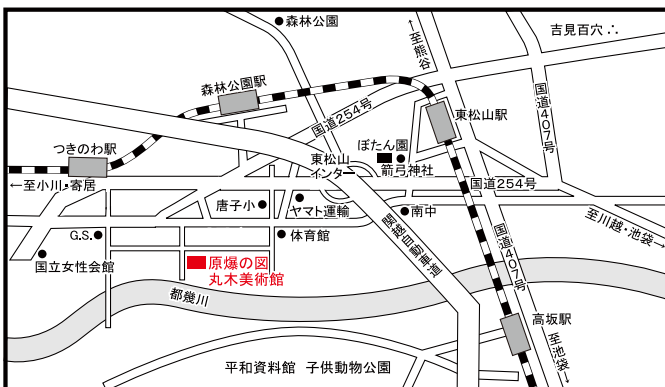 森林公園
←至熊谷
吉見百穴
森林公園駅
国道254号
国道407号
東松山駅
つきのわ駅
ぼたん園
東松山
インター
箭弓神社
←至小川・寄居
国道254号
唐子小
ヤマト運輸
南中
至川越・池袋→
G.S.
体育館
関越自動車道
国道407号
国立女性会館
原爆の図
丸木美術館
都幾川
高坂駅
平和資料館 子供動物公園
至池袋→